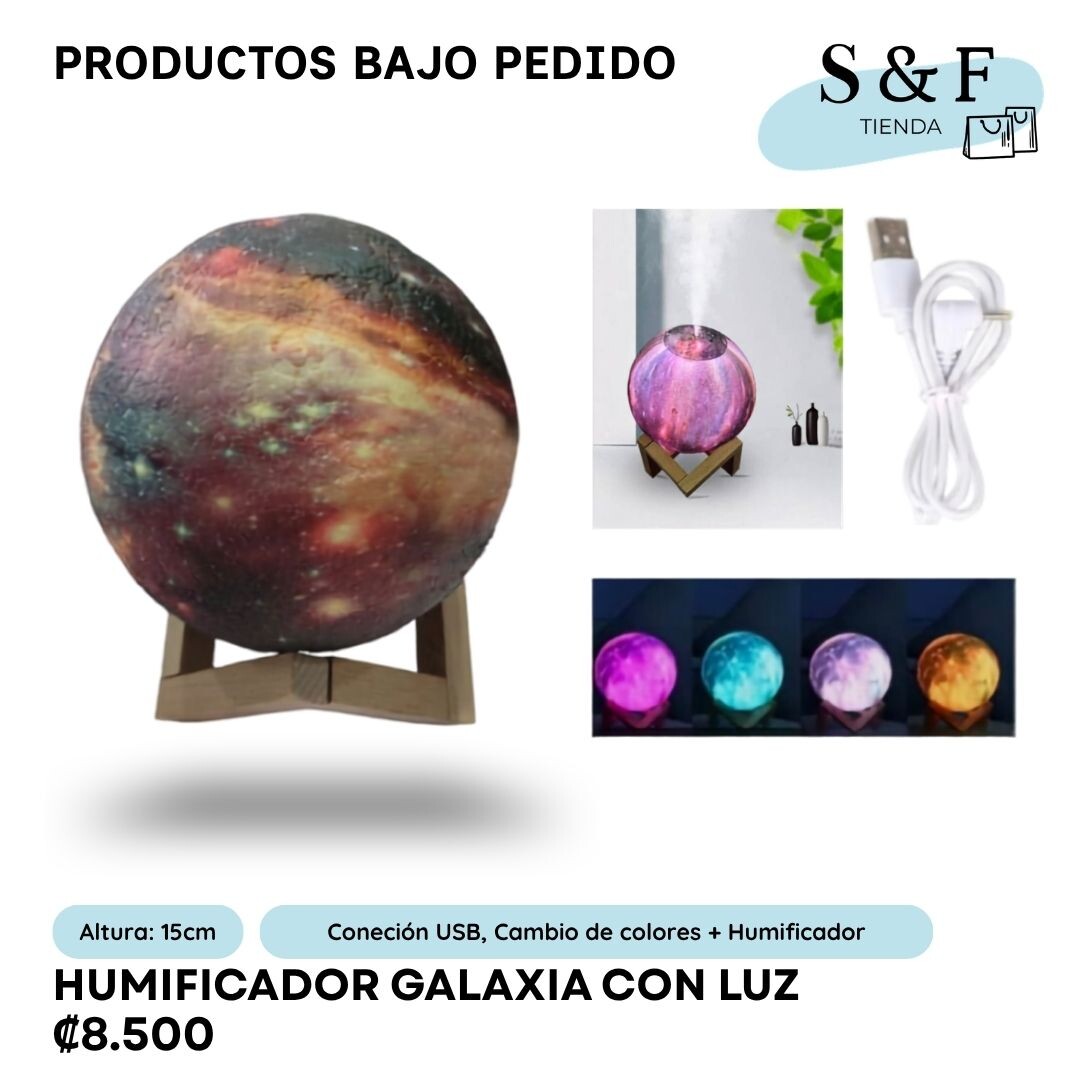 PRODUCTOS BAJO PEDIDO
S & F
TIENDA
Altura: 15cm
Coneción USB, Cambio de colores + Humificador
HUMIFICADOR GALAXIA CON LUZ
₡8.500